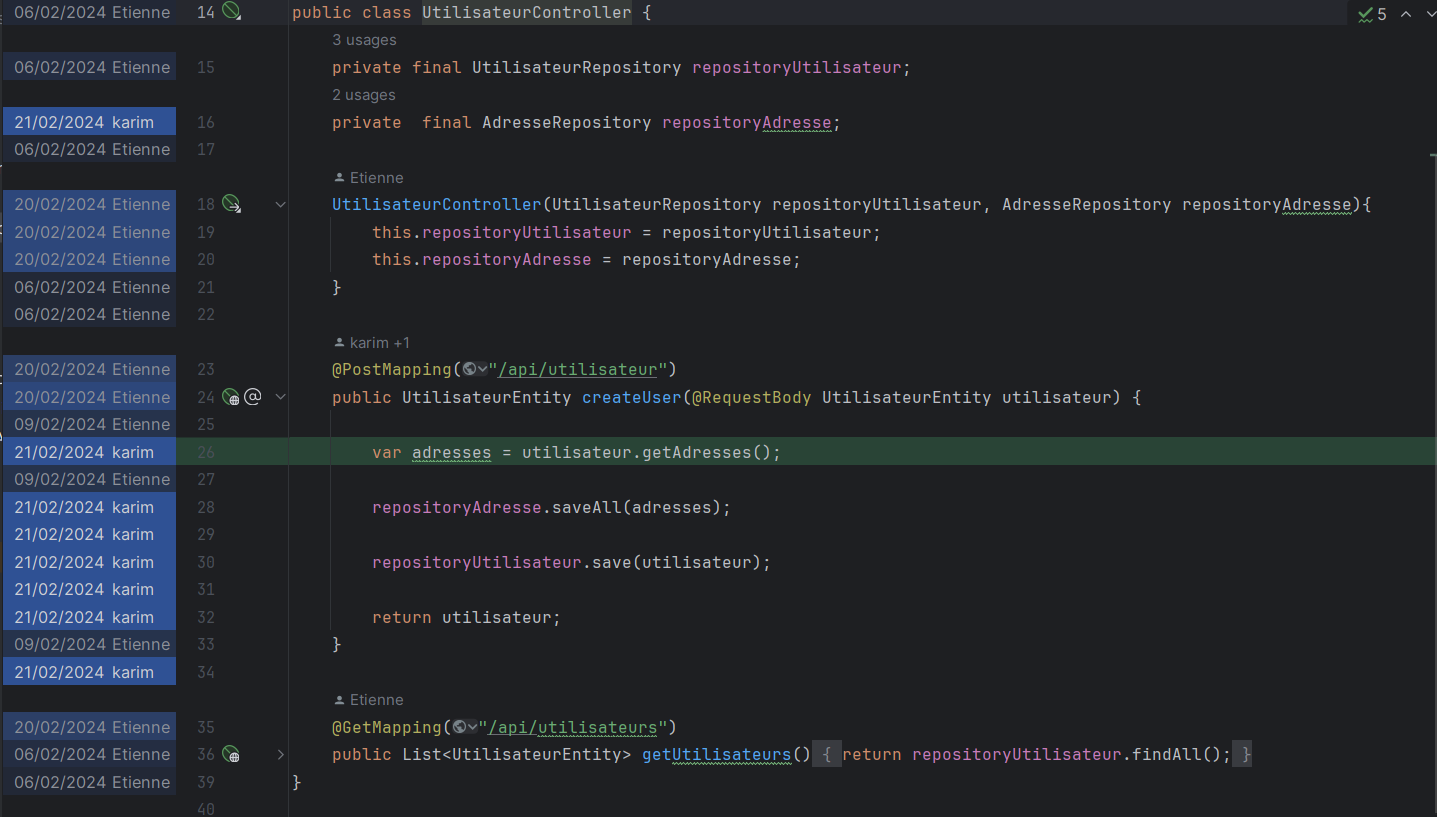 06/02/2024 Etienne 14 public class UtilisateurController { 5
3 usages
06/02/2024 Etienne 15 private final UtilisateurRepository repositoryUtilisateur;
2 usages
21/02/2024 karim 16 private  final AdresseRepository repositoryAdresse;
06/02/2024 Etienne 17
Etienne
20/02/2024 Etienne 18 UtilisateurController(UtilisateurRepository repositoryUtilisateur, AdresseRepository repositoryAdresse){
20/02/2024 Etienne 19 this.repositoryUtilisateur = repositoryUtilisateur;
20/02/2024 Etienne 20 this.repositoryAdresse = repositoryAdresse;
06/02/2024 Etienne 21 }
06/02/2024 Etienne 22
karim +1
20/02/2024 Etienne 23 @PostMapping("/api/utilisateur")
20/02/2024 Etienne 24 @ public UtilisateurEntity createUser(@RequestBody UtilisateurEntity utilisateur) {
09/02/2024 Etienne 25
21/02/2024 karim 26 var adresses = utilisateur.getAdresses();
09/02/2024 Etienne 27
21/02/2024 karim 28 repositoryAdresse.saveAll(adresses);
21/02/2024 karim 29
21/02/2024 karim 30 repositoryUtilisateur.save(utilisateur);
21/02/2024 karim 31
21/02/2024 karim 32 return utilisateur;
09/02/2024 Etienne 33 }
21/02/2024 karim 34
Etienne
20/02/2024 Etienne 35 @GetMapping("/api/utilisateurs")
06/02/2024 Etienne 36 public List<UtilisateurEntity> getUtilisateurs() { return repositoryUtilisateur.findAll(); }
06/02/2024 Etienne 39 }
40